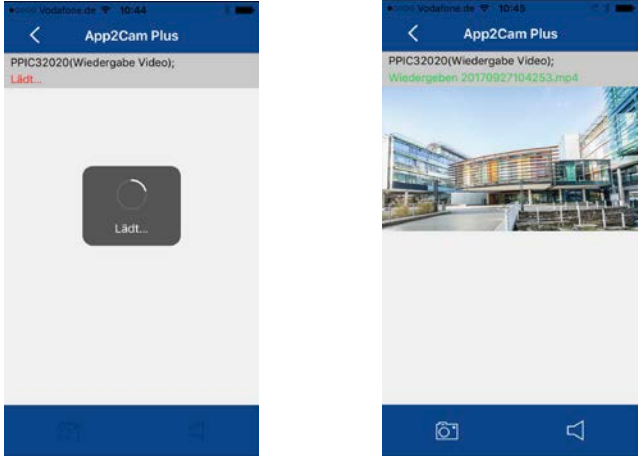 Vodafone.de 10:44
App2Cam Plus
PPIC32020(Wiedergabe Video);
Lädt...
Lädt...
Vodafone.de 10:45
App2Cam Plus
PPIC32020(Wiedergabe Video);
Wiedergeben 20170927104253.mp4